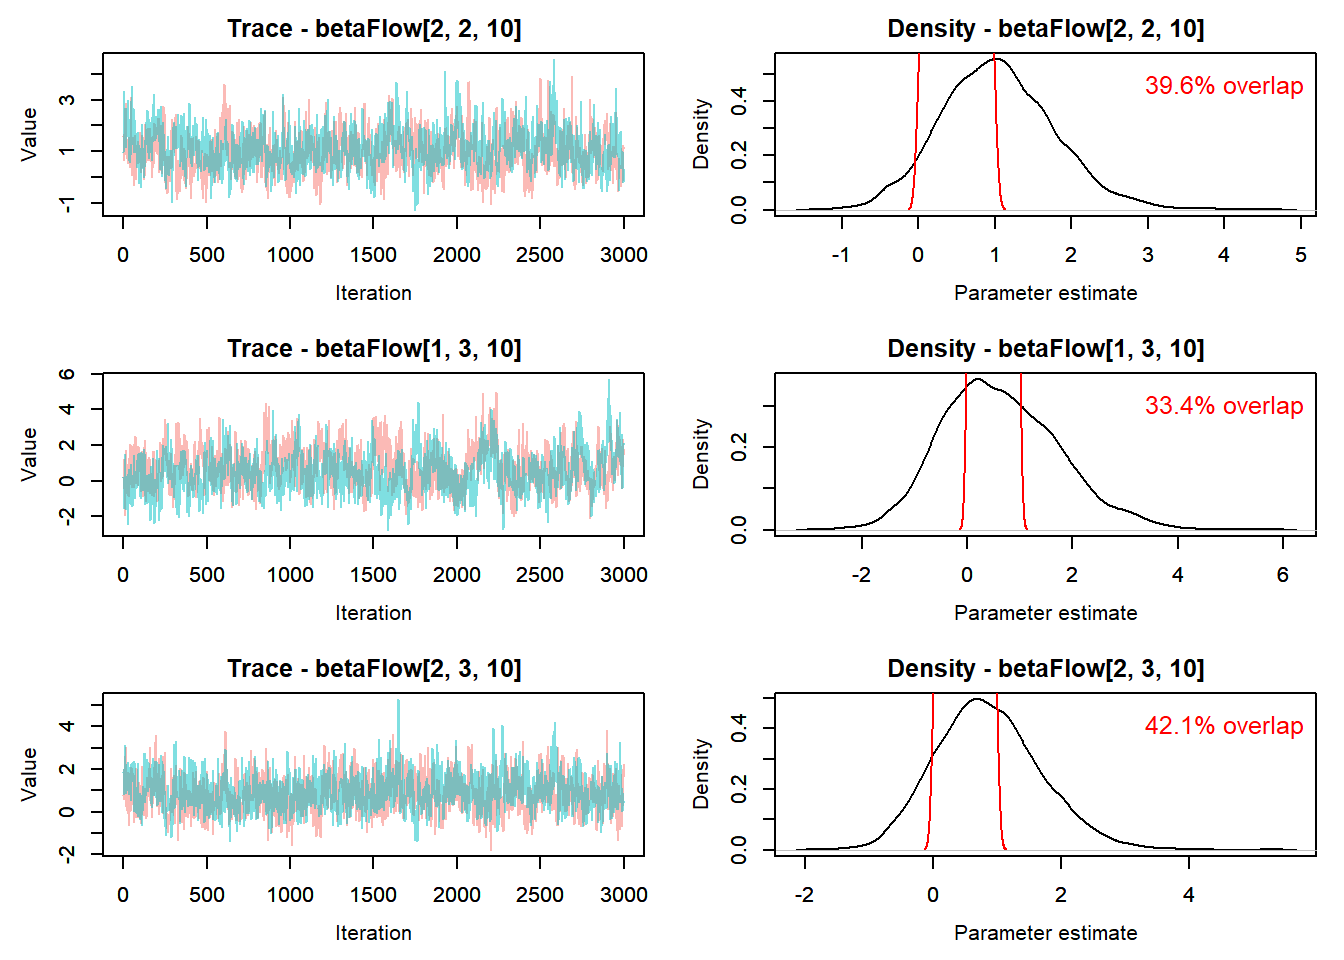 Trace - betaFlow[2, 2, 10]
Value
3
1
-1
0 500 1000 1500 2000 2500 3000
Iteration
Density - betaFlow[2, 2, 10]
39.6% overlap
Density
0.4
0.2
0.0
-1 0 1 2 3 4 5
Parameter estimate
Trace - betaFlow[1, 3, 10]
Value
6
4
2
0
-2
0 500 1000 1500 2000 2500 3000
Iteration
Density - betaFlow[1, 3, 10]
33.4% overlap
Density
0.2
0.0
-2 0 2 4 6
Parameter estimate
Trace - betaFlow[2, 3, 10]
Value
4
2
0
-2
0 500 1000 1500 2000 2500 3000
Iteration
Density - betaFlow[2, 3, 10]
42.1% overlap
Density
0.4
0.2
0.0
-2 0 2 4
Parameter estimate